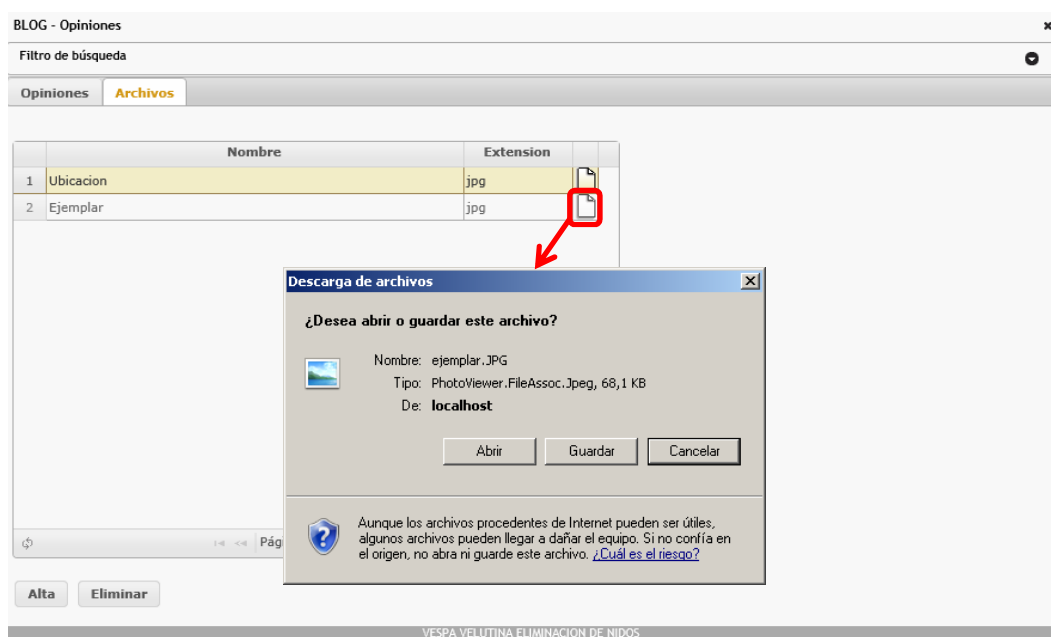 BLOG - Opiniones
Filtro de búsqueda
Opiniones Archivos
Nombre Extension
1 Ubicacion jpg
2 Ejemplar jpg
Descarga de archivos
¿Desea abrir o guardar este archivo?
Nombre: ejemplar.JPG
Tipo: PhotoViewer.FileAssoc.Jpeg, 68,1 KB
De: localhost
Abrir Guardar Cancelar
Aunque los archivos procedentes de Internet pueden ser útiles,
algunos archivos pueden llegar a dañar el equipo. Si no confía en
el origen, no abra ni guarde este archivo. ¿Cuál es el riesgo?
Pág
Alta Eliminar
VESPA VELUTINA ELIMINACION DE NIDOS